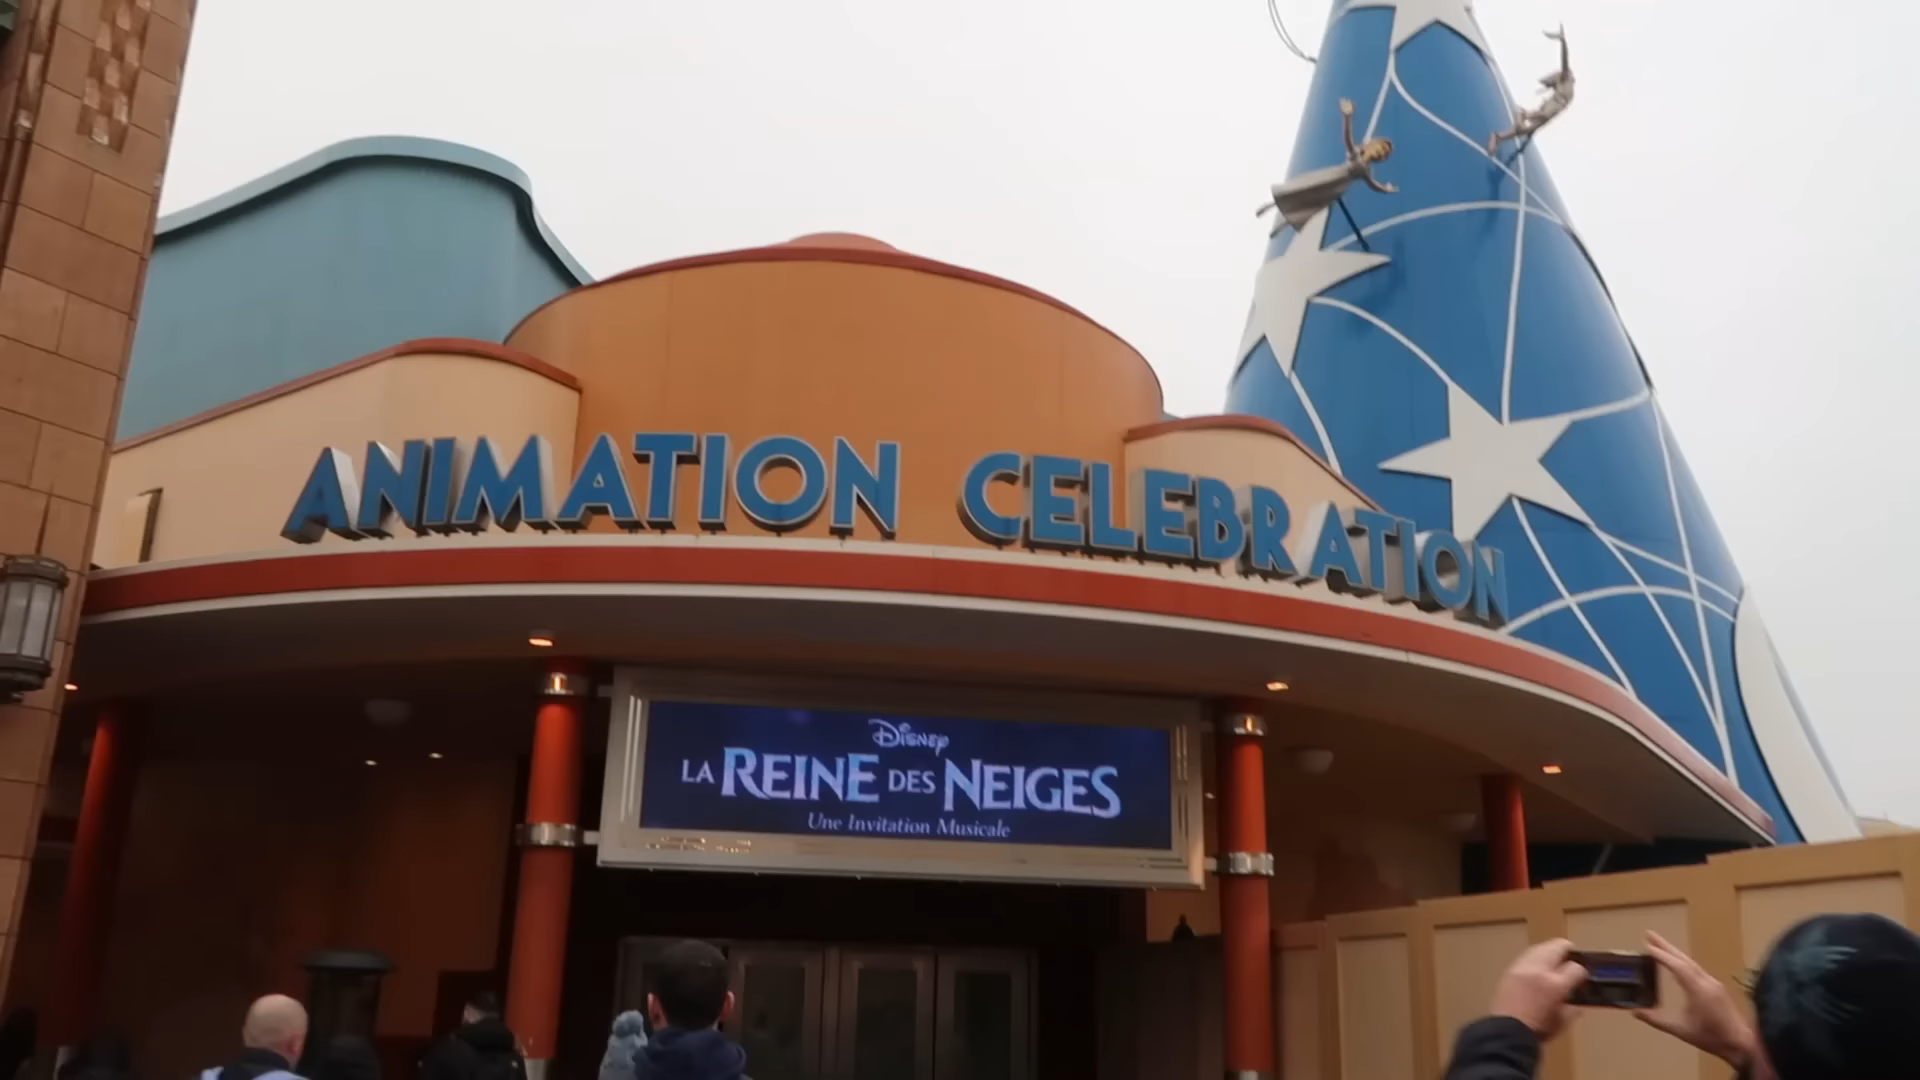 ANIMATION CELEBRATION
Disney
LA REINE DES NEIGES
Une Invitation Musicale